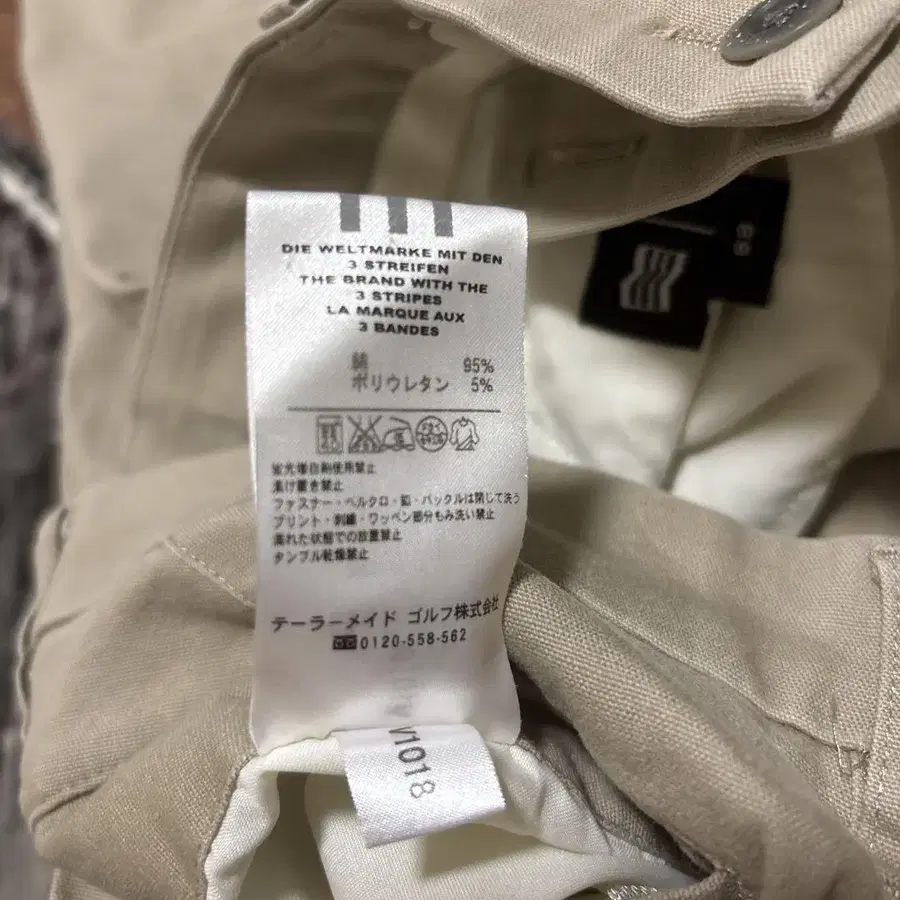 DIE WELTMARKE MIT DEN
3 STREIFEN
THE BRAND WITH THE
3 STRIPES
LA MARQUE AUX
3 BANDES
綿 95%
ポリウレタン 5%
蛍光増白剤使用禁止
漬け置き禁止
ファスナー・ベルクロ・釦・バックルは閉じて洗う
プリント・刺繍・ワッペン部分もみ洗い禁止
濡れた状態での放置禁止
タンブル乾燥禁止
テーラーメイド ゴルフ株式会社
0120-558-562
V1018